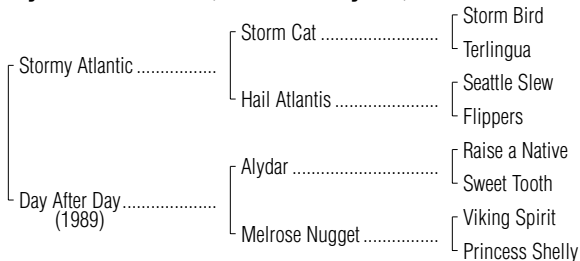 Storm Bird
Storm Cat ......................
Terlingua
Stormy Atlantic ...............
Seattle Slew
Hail Atlantis ...................
Flippers
Raise a Native
Alydar ...........................
Sweet Tooth
Day After Day .................
(1989)
Viking Spirit
Melrose Nugget ..............
Princess Shelly